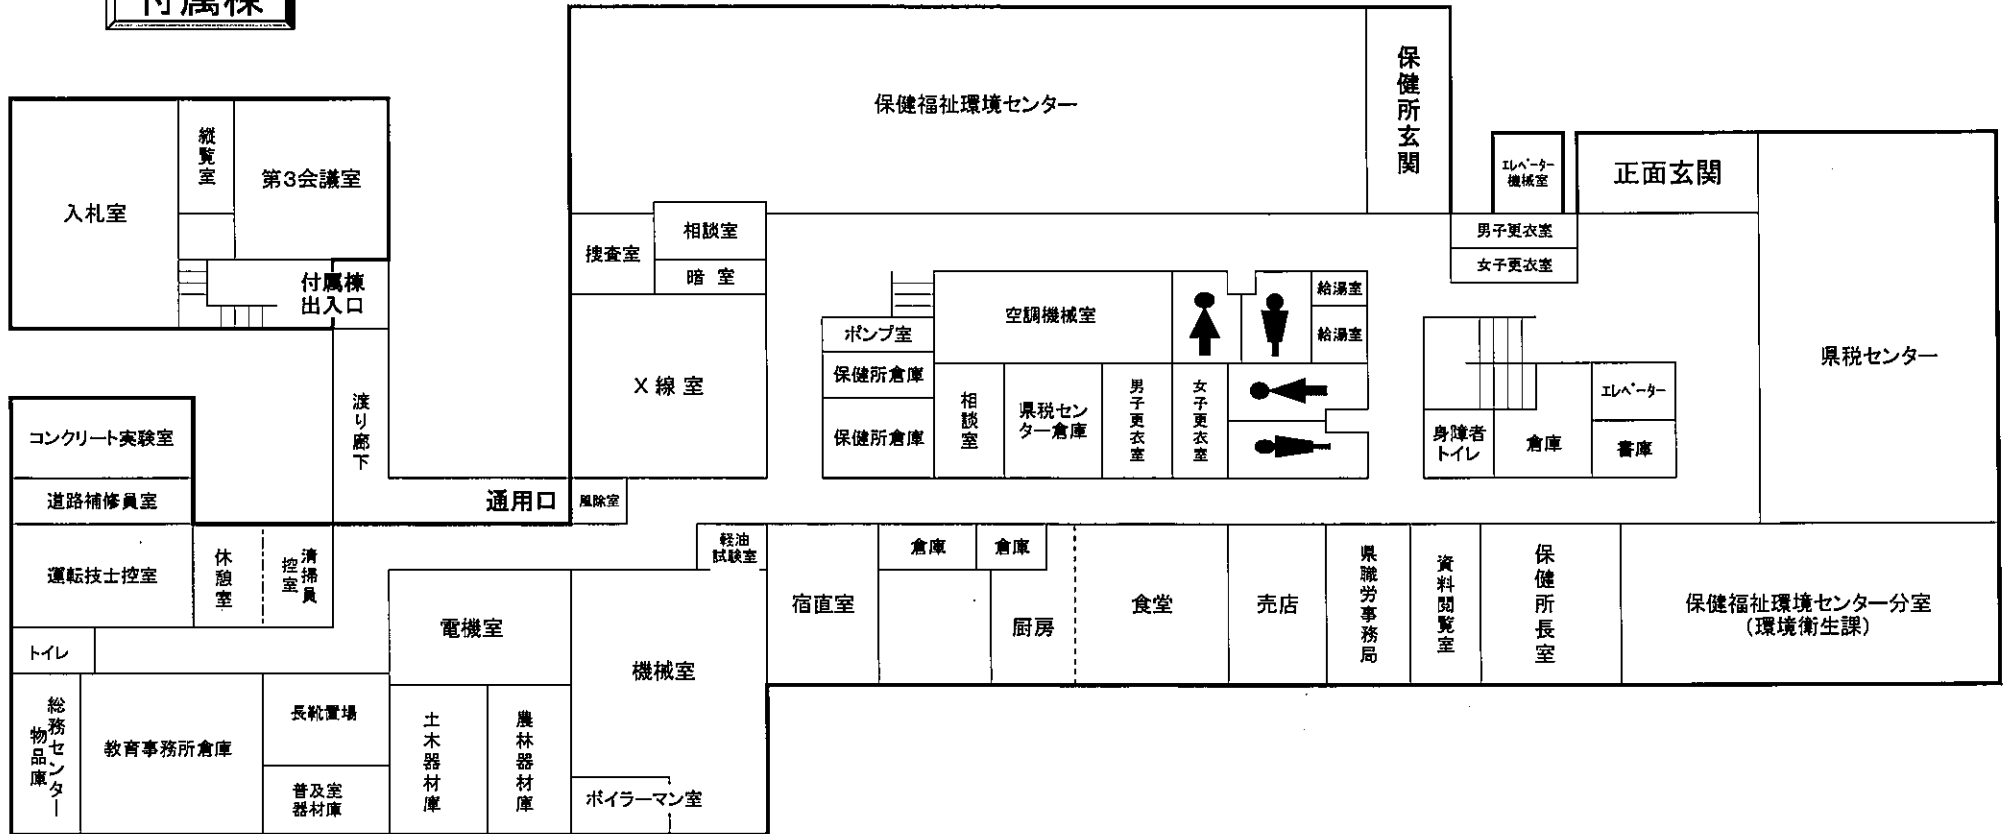 付属棟
保健福祉環境センター
保健所玄関
縦覧室
第3会議室
入札室
エレベーター
機械室
正面玄関
相談室
捜査室
男子更衣室
暗 室
女子更衣室
付属棟
出入口
空調機械室
給湯室
ポンプ室
給湯室
県税センター
保健所倉庫
X線室
渡り廊下
相談室
県税セン
ター倉庫
男子更衣室
女子更衣室
エレベーター
コンクリート実験室
保健所倉庫
身障者
トイレ
倉庫
書庫
道路補修員室
通用口
風除室
軽油
試験室
倉庫
倉庫
運転技士控室
休憩室
清掃員
控室
宿直室
食堂
売店
県職労事務局
資料閲覧室
保健所長室
保健福祉環境センター分室
(環境衛生課)
電機室
厨房
トイレ
機械室
総務センター
物品庫
教育事務所倉庫
長靴置場
土木器材庫
農林器材庫
普及室
器材庫
ボイラーマン室